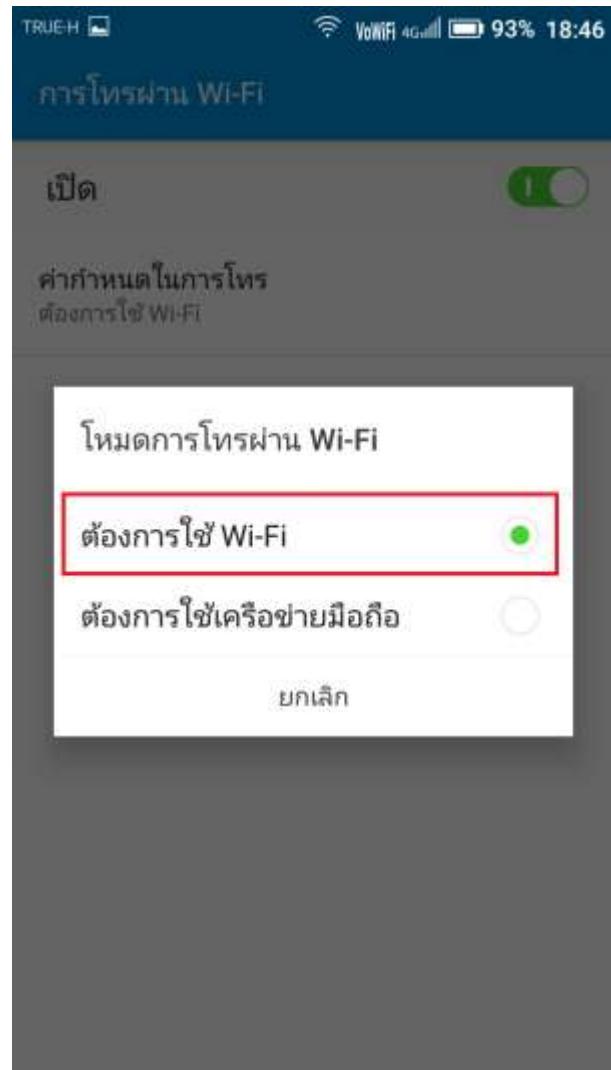 TRUE-H VoWiFi 4G 93% 18:46
การโทรผ่าน Wi-Fi
เปิด
ค่ากำหนดในการโทร
ต้องการใช้ Wi-Fi
โหมดการโทรผ่าน Wi-Fi
ต้องการใช้ Wi-Fi
ต้องการใช้เครือข่ายมือถือ
ยกเลิก